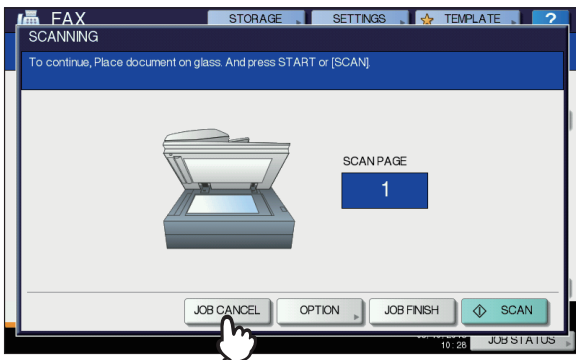 FAX STORAGE SETTINGS TEMPLATE ?
SCANNING
To continue, Place document on glass. And press START or [SCAN].
SCAN PAGE
1
JOB CANCEL OPTION JOB FINISH SCAN
10:28 JOB STATUS